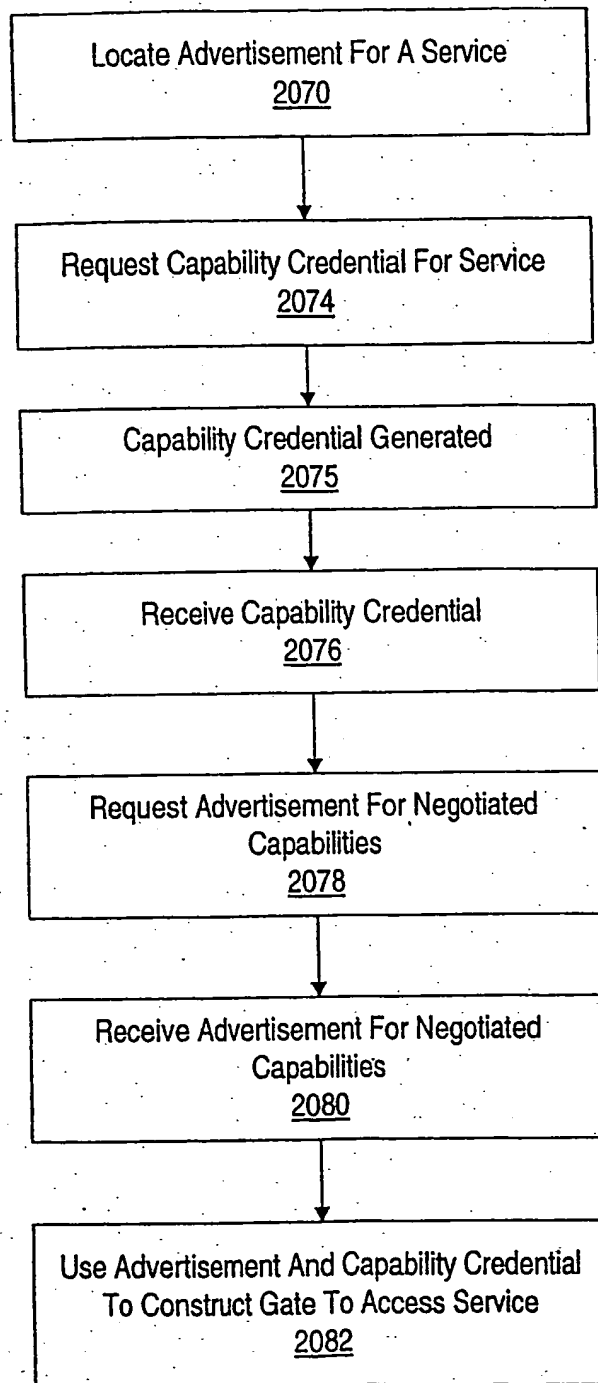 Locate Advertisement For A Service
2070
Request Capability Credential For Service
2074
Capability Credential Generated
2075
Receive Capability Credential
2076
Request Advertisement For Negotiated
Capabilities
2078
Receive Advertisement For Negotiated
Capabilities
2080
Use Advertisement And Capability Credential
To Construct Gate To Access Service
2082